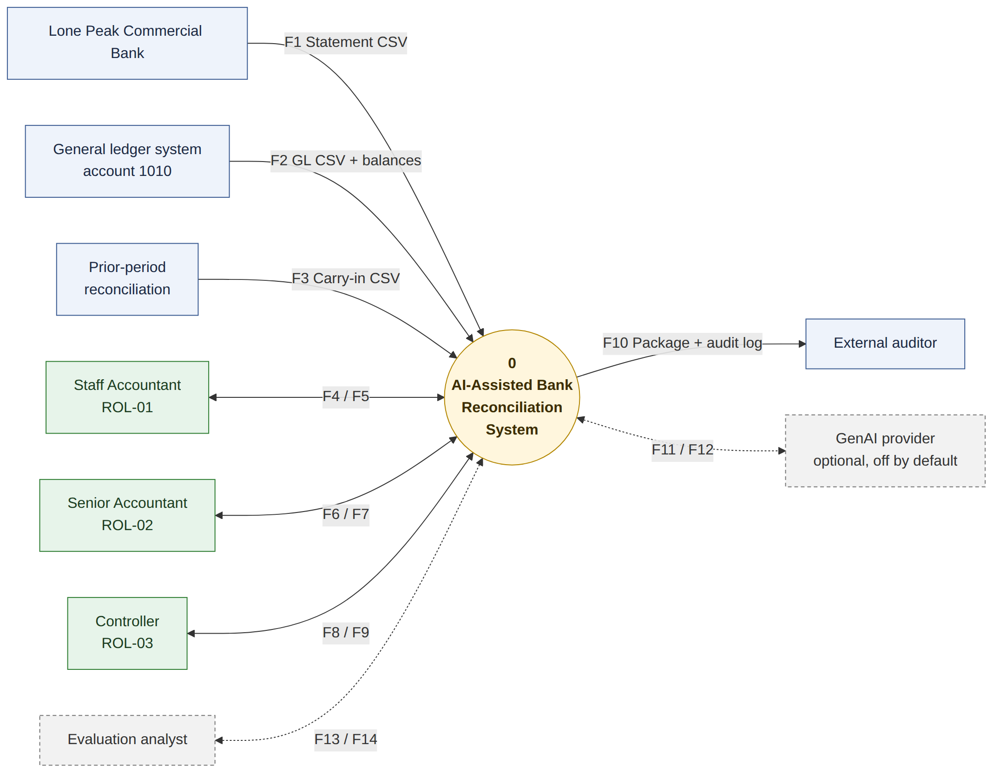 Lone Peak Commercial
Bank
F1 Statement CSV
General ledger system
account 1010
F2 GL CSV + balances
Prior-period
reconciliation
F3 Carry-in CSV
Staff Accountant
ROL-01
F4 / F5
Senior Accountant
ROL-02
F6 / F7
Controller
ROL-03
F8 / F9
Evaluation analyst
F13 / F14
0
AI-Assisted Bank
Reconciliation
System
F10 Package + audit log
External auditor
F11 / F12
GenAI provider
optional, off by default